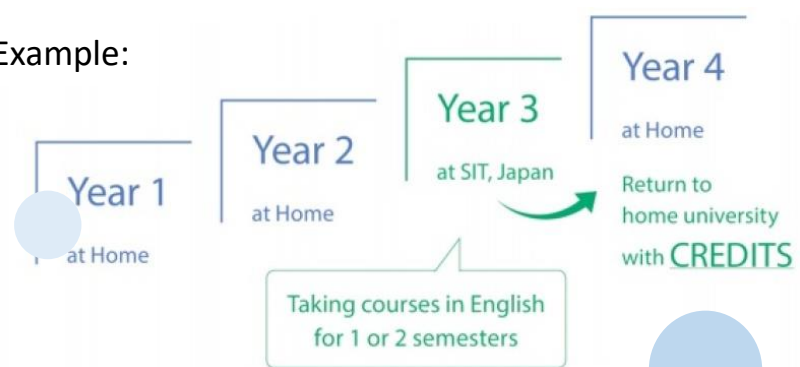 Example:
Year 1
at Home
Year 2
at Home
Year 3
at SIT, Japan
Year 4
at Home
Return to
home university
with CREDITS
Taking courses in English
for 1 or 2 semesters